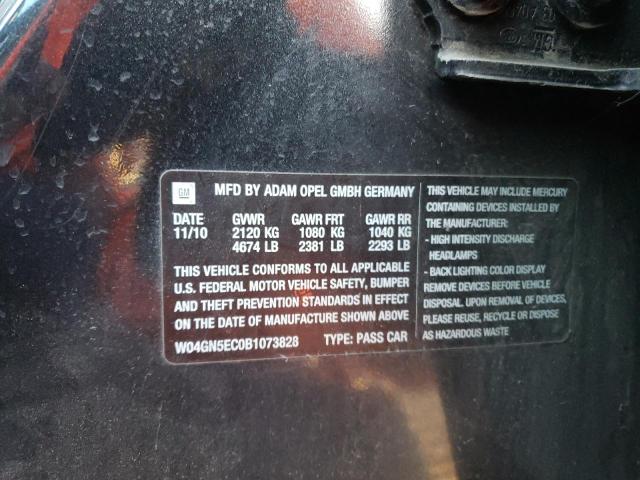 GM
MFD BY ADAM OPEL GMBH GERMANY
DATE GVWR GAWR FRT GAWR RR
11/10 2120 KG 1080 KG 1040 KG
4674 LB 2381 LB 2293 LB
THIS VEHICLE CONFORMS TO ALL APPLICABLE
U.S. FEDERAL MOTOR VEHICLE SAFETY, BUMPER
AND THEFT PREVENTION STANDARDS IN EFFECT
ON THE DATE OF MANUFACTURE SHOWN ABOVE
W04GN5EC0B1073828 TYPE: PASS CAR
THIS VEHICLE MAY INCLUDE MERCURY
CONTAINING DEVICES INSTALLED BY
THE MANUFACTURER:
- HIGH INTENSITY DISCHARGE
HEADLAMPS
- BACK LIGHTING COLOR DISPLAY
REMOVE DEVICES BEFORE VEHICLE
DISPOSAL. UPON REMOVAL OF DEVICES,
PLEASE REUSE, RECYCLE OR DISPOSE
AS HAZARDOUS WASTE